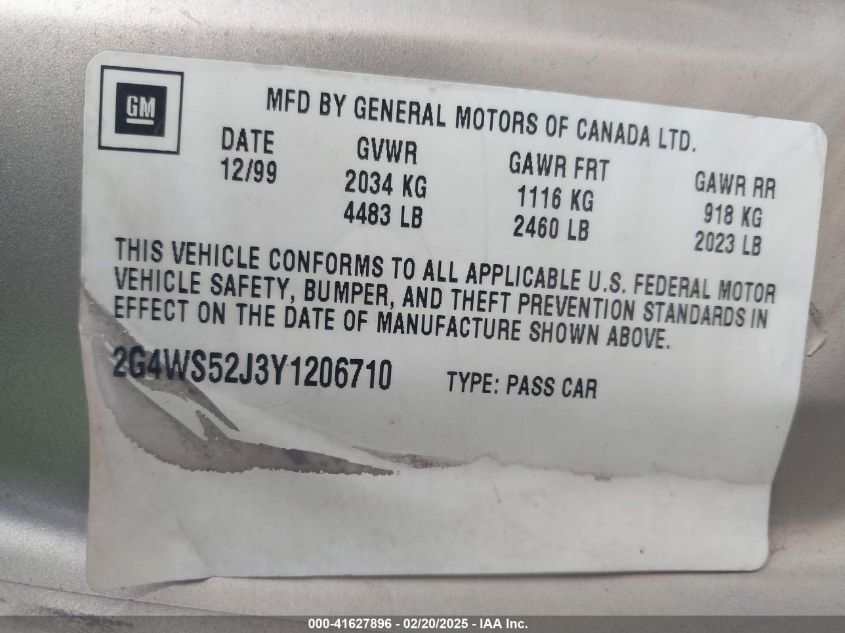 GM
MFD BY GENERAL MOTORS OF CANADA LTD.
DATE GVWR GAWR FRT GAWR RR
12/99 2034 KG 1116 KG 918 KG
4483 LB 2460 LB 2023 LB
THIS VEHICLE CONFORMS TO ALL APPLICABLE U.S. FEDERAL MOTOR
VEHICLE SAFETY, BUMPER, AND THEFT PREVENTION STANDARDS IN
EFFECT ON THE DATE OF MANUFACTURE SHOWN ABOVE.
2G4WS52J3Y1206710 TYPE: PASS CAR
000-41627896 - 02/20/2025 - IAA Inc.